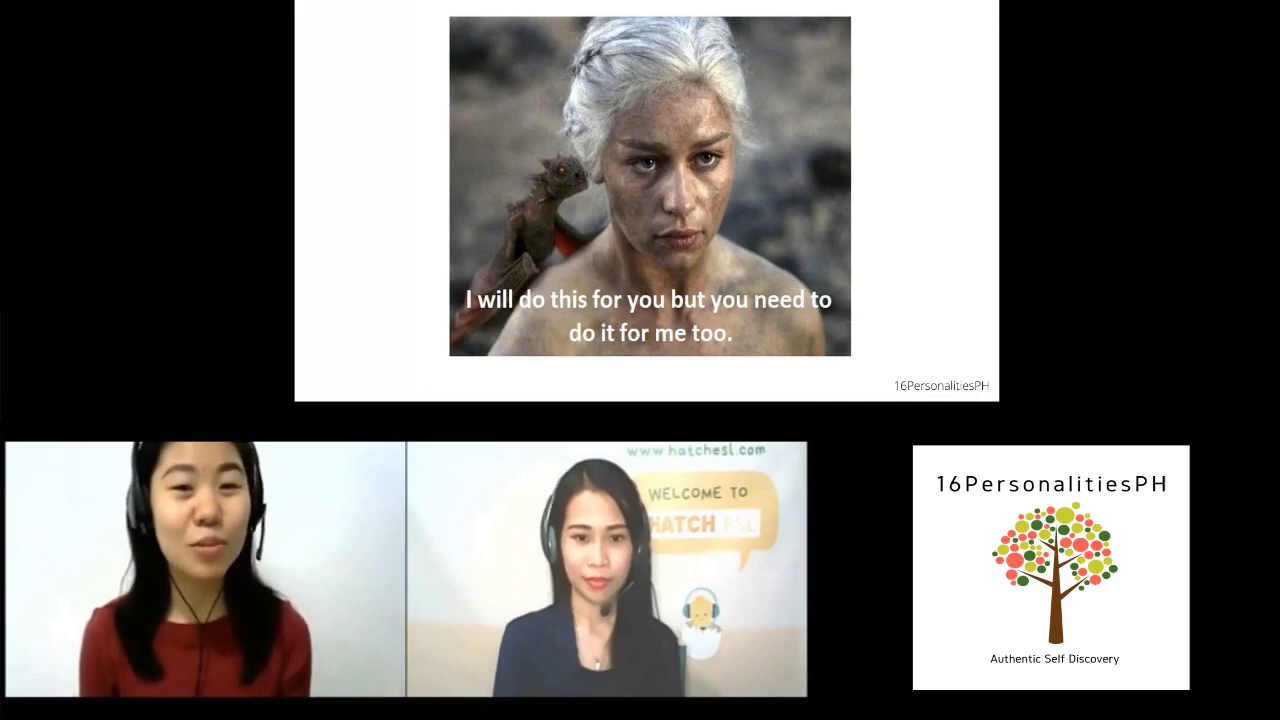 I will do this for you but you need to
do it for me too.
16PersonalitiesPH
www.hatchesl.com
WELCOME TO
HATCH ESL
16PersonalitiesPH
Authentic Self Discovery